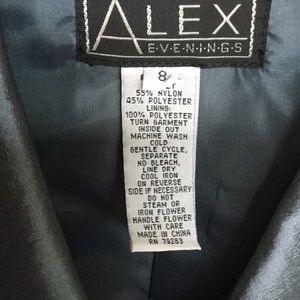 ALEX
EVENINGS
8
55% NYLON
45% POLYESTER
LINING:
100% POLYESTER
TURN GARMENT
INSIDE OUT
MACHINE WASH
COLD
GENTLE CYCLE,
SEPARATE
NO BLEACH,
LINE DRY
COOL IRON
ON REVERSE
SIDE IF NECESSARY
DO NOT
STEAM OR
IRON FLOWER
HANDLE FLOWER
WITH CARE
MADE IN CHINA
RN 79283